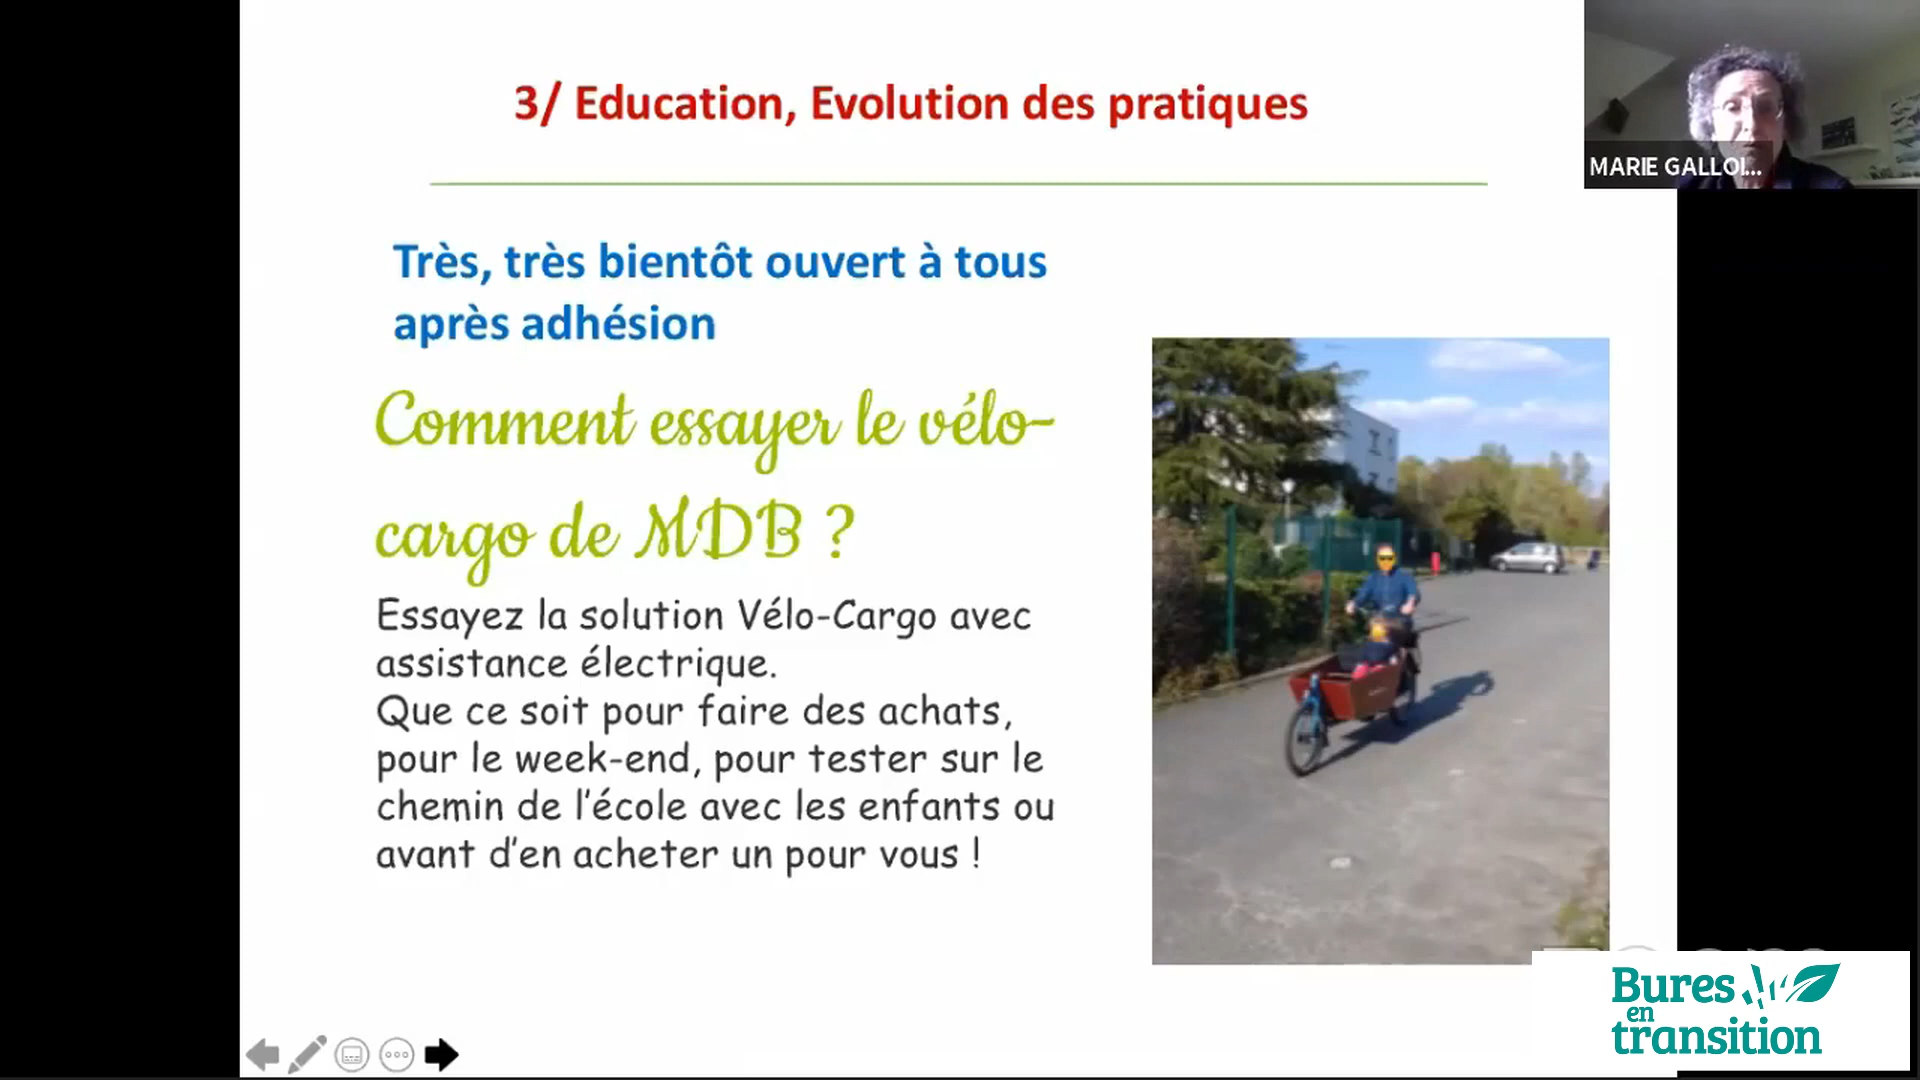 3/ Education, Evolution des pratiques
MARIE GALLOI...
Très, très bientôt ouvert à tous
après adhésion
Comment essayer le vélo-
cargo de MDB ?
Essayez la solution Vélo-Cargo avec
assistance électrique.
Que ce soit pour faire des achats,
pour le week-end, pour tester sur le
chemin de l'école avec les enfants ou
avant d'en acheter un pour vous !
Bures
en
transition